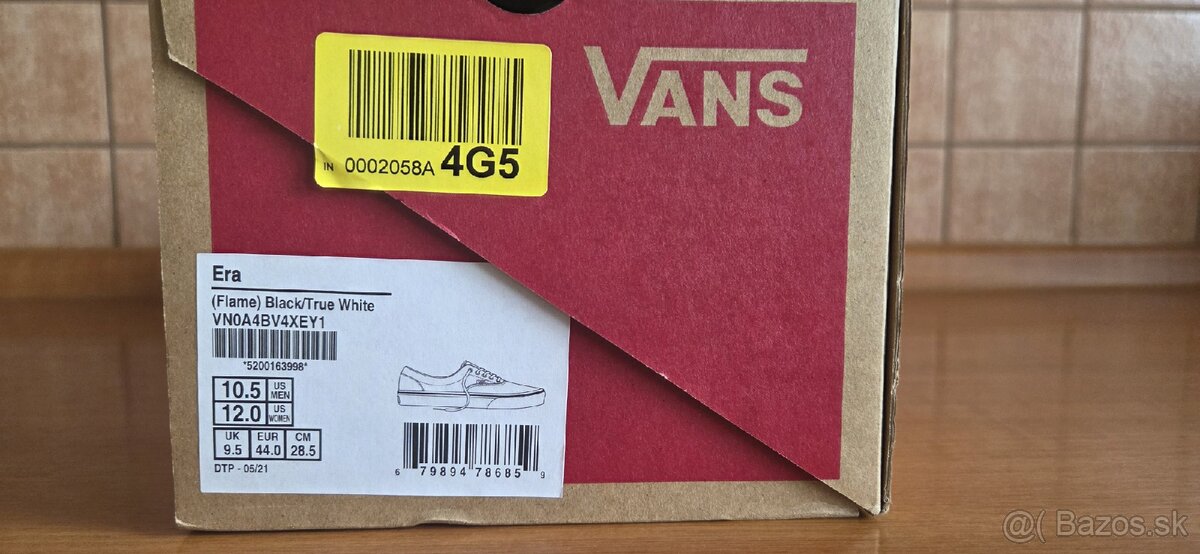 VANS
IN 0002058A 4G5
Era
(Flame) Black/True White
VN0A4BV4XEY1
*5200163998*
10.5 US MEN
12.0 US WOMEN
UK EUR CM
9.5 44.0 28.5
DTP - 05/21
6 79894 78685 9
@( Bazos.sk